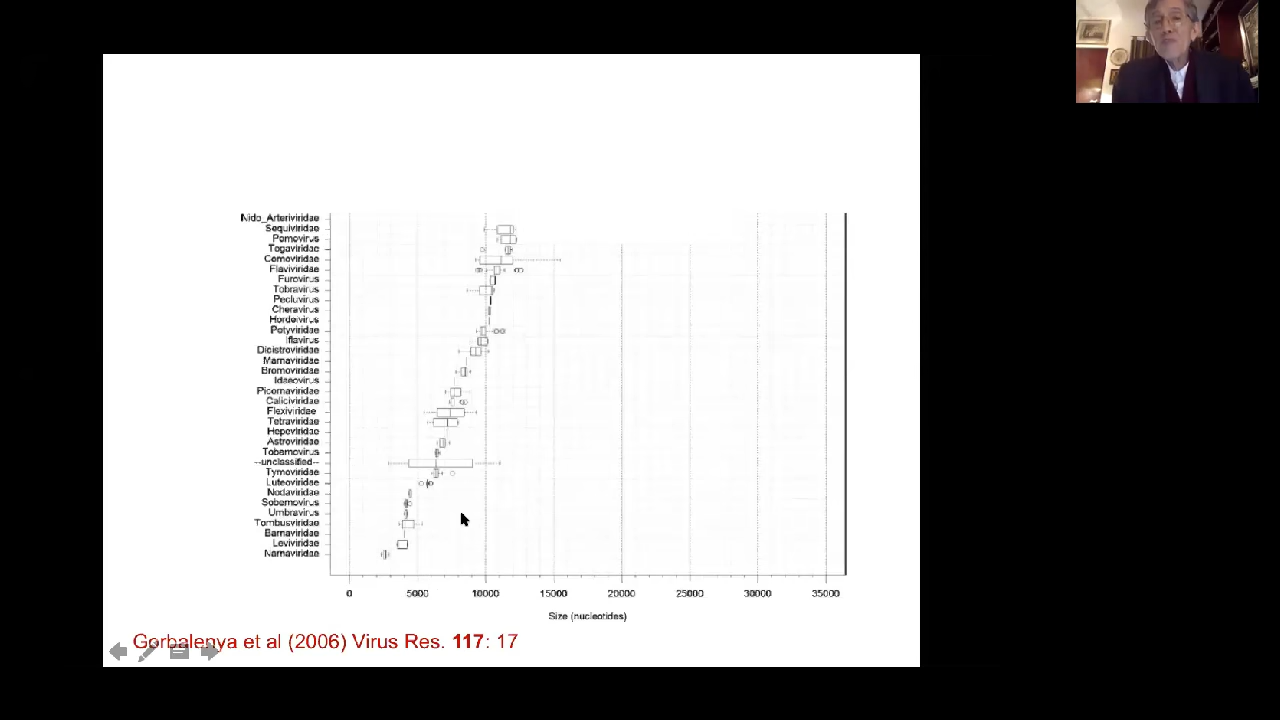 Nido_Arteriviridae
Sequiviridae
Pomovirus
Togaviridae
Comoviridae
Flaviviridae
Furovirus
Tobravirus
Pecluvirus
Cheravirus
Hordeivirus
Potyviridae
Iflavirus
Dicistroviridae
Marnaviridae
Bromoviridae
Idaeovirus
Picornaviridae
Caliciviridae
Flexiviridae
Tetraviridae
Hepeviridae
Astroviridae
Tobamovirus
--unclassified--
Tymoviridae
Luteoviridae
Nodaviridae
Sobemovirus
Umbravirus
Tombusviridae
Barnaviridae
Leviviridae
Narnaviridae
0 5000 10000 15000 20000 25000 30000 35000
Size (nucleotides)
Gorbalenya et al (2006) Virus Res. 117: 17